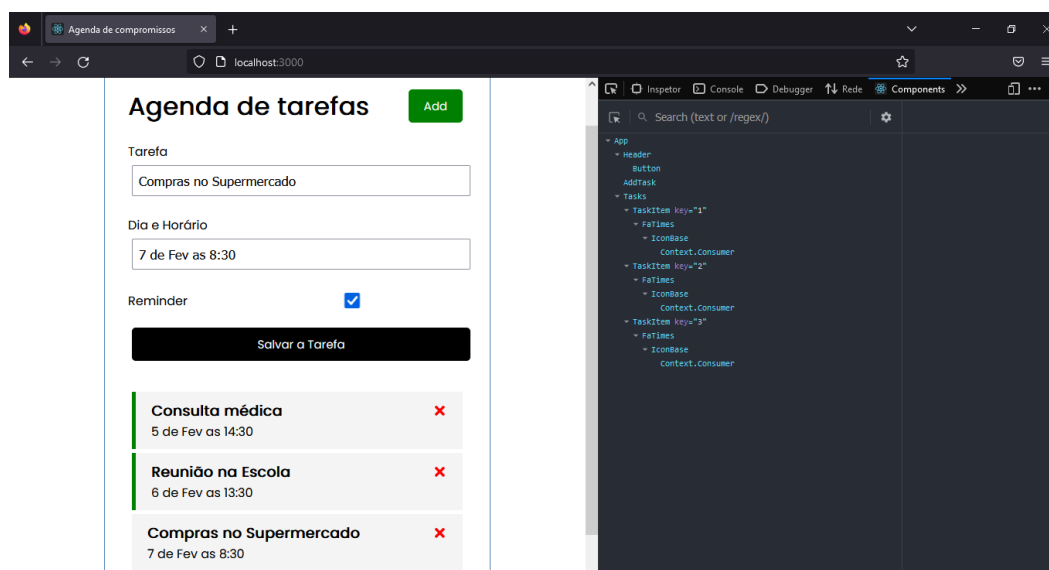 Agenda de compromissos
localhost:3000
Agenda de tarefas
Add
Tarefa
Compras no Supermercado
Dia e Horário
7 de Fev as 8:30
Reminder
Salvar a Tarefa
Consulta médica
5 de Fev as 14:30
Reunião na Escola
6 de Fev as 13:30
Compras no Supermercado
7 de Fev as 8:30
Inspetor Console Debugger Rede Components
Search (text or /regex/)
App
Header
Button
AddTask
Tasks
TaskItem key="1"
FaTimes
IconBase
Context.Consumer
TaskItem key="2"
FaTimes
IconBase
Context.Consumer
TaskItem key="3"
FaTimes
IconBase
Context.Consumer